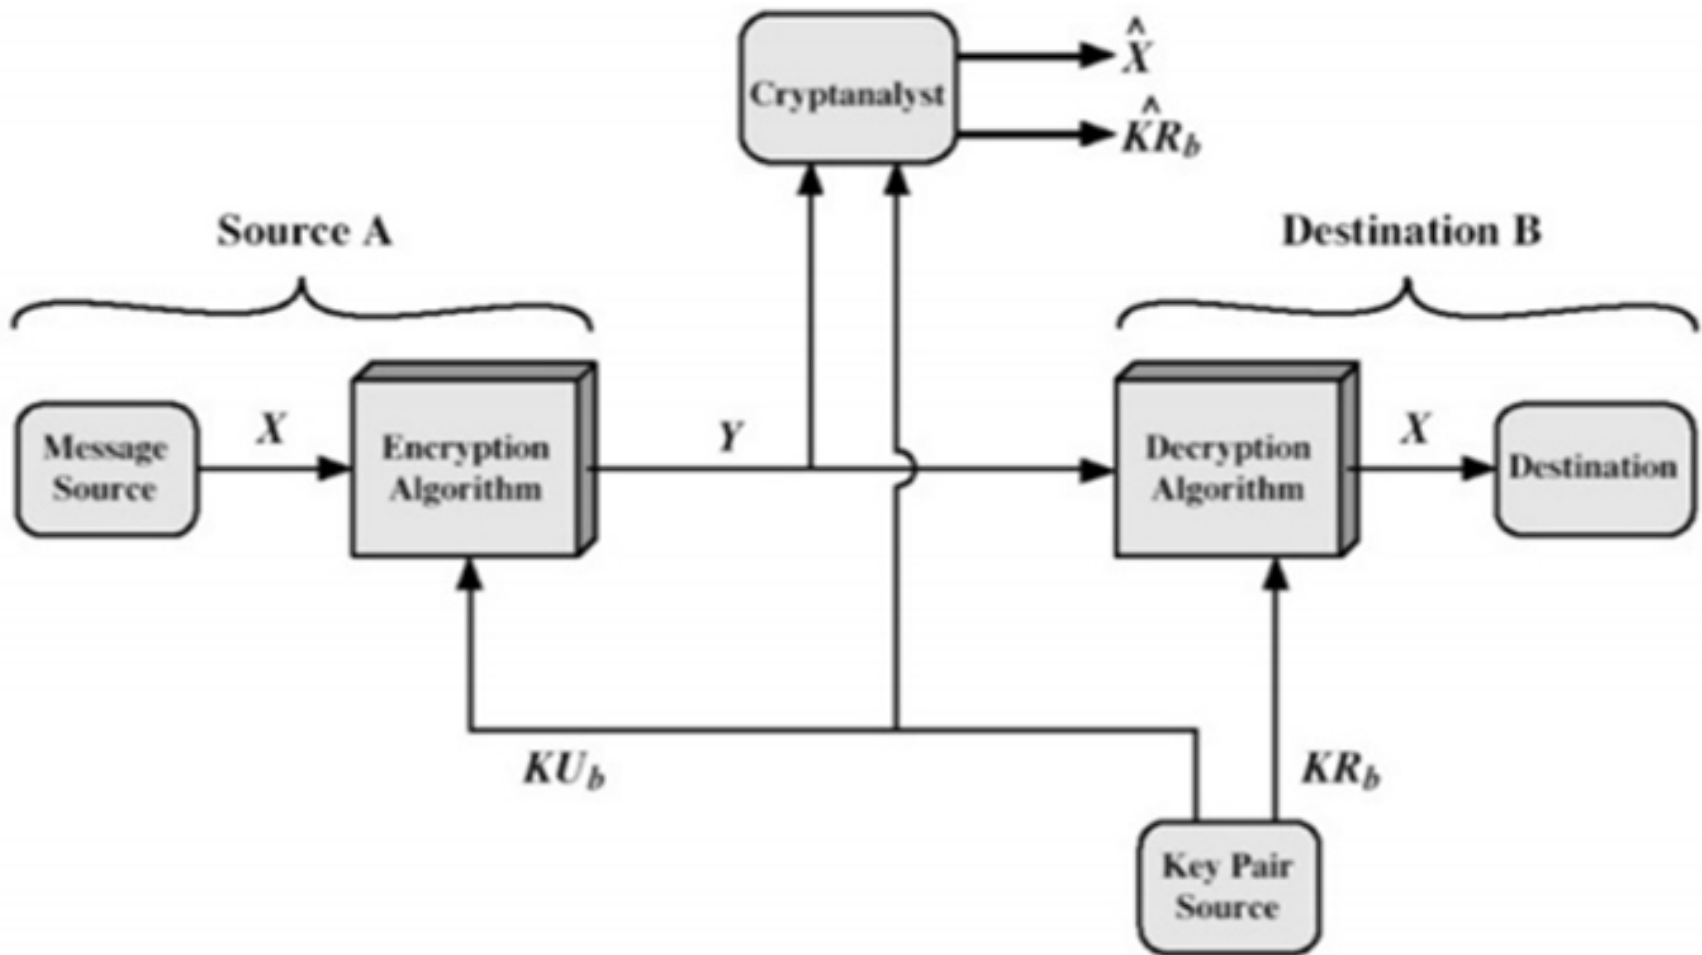 X̂
Cryptanalyst
K̂R_b
Source A
Destination B
X
Y
X
Message
Source
Encryption
Algorithm
Decryption
Algorithm
Destination
KU_b
KR_b
Key Pair
Source